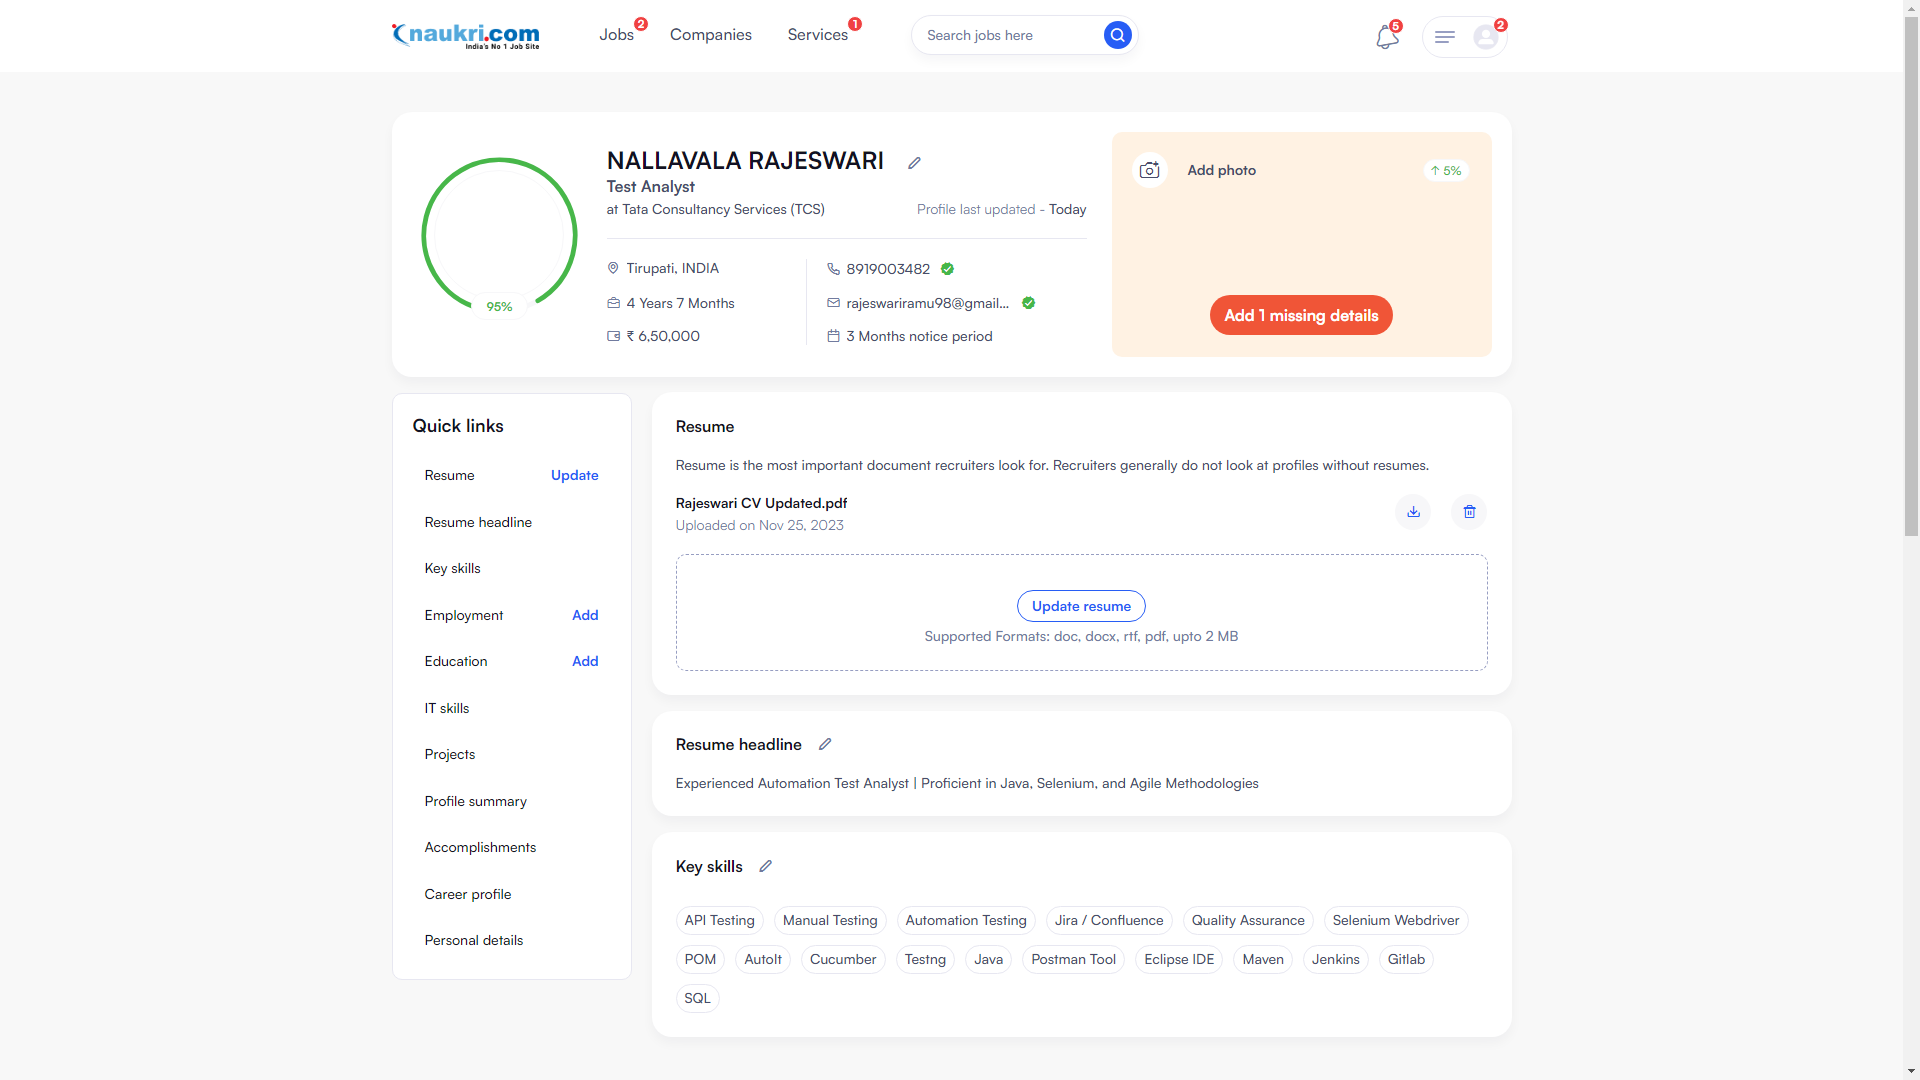 naukri.com
India's No 1 Job Site
Jobs 2
Companies
Services 1
Search jobs here
5
2
NALLAVALA RAJESWARI
Test Analyst
at Tata Consultancy Services (TCS)
Profile last updated - Today
Tirupati, INDIA
8919003482
4 Years 7 Months
rajeswariramu98@gmail...
₹ 6,50,000
3 Months notice period
95%
Add photo
↑ 5%
Add 1 missing details
Quick links
Resume Update
Resume headline
Key skills
Employment Add
Education Add
IT skills
Projects
Profile summary
Accomplishments
Career profile
Personal details
Resume
Resume is the most important document recruiters look for. Recruiters generally do not look at profiles without resumes.
Rajeswari CV Updated.pdf
Uploaded on Nov 25, 2023
Update resume
Supported Formats: doc, docx, rtf, pdf, upto 2 MB
Resume headline
Experienced Automation Test Analyst | Proficient in Java, Selenium, and Agile Methodologies
Key skills
API Testing Manual Testing Automation Testing Jira / Confluence Quality Assurance Selenium Webdriver
POM AutoIt Cucumber Testng Java Postman Tool Eclipse IDE Maven Jenkins Gitlab
SQL